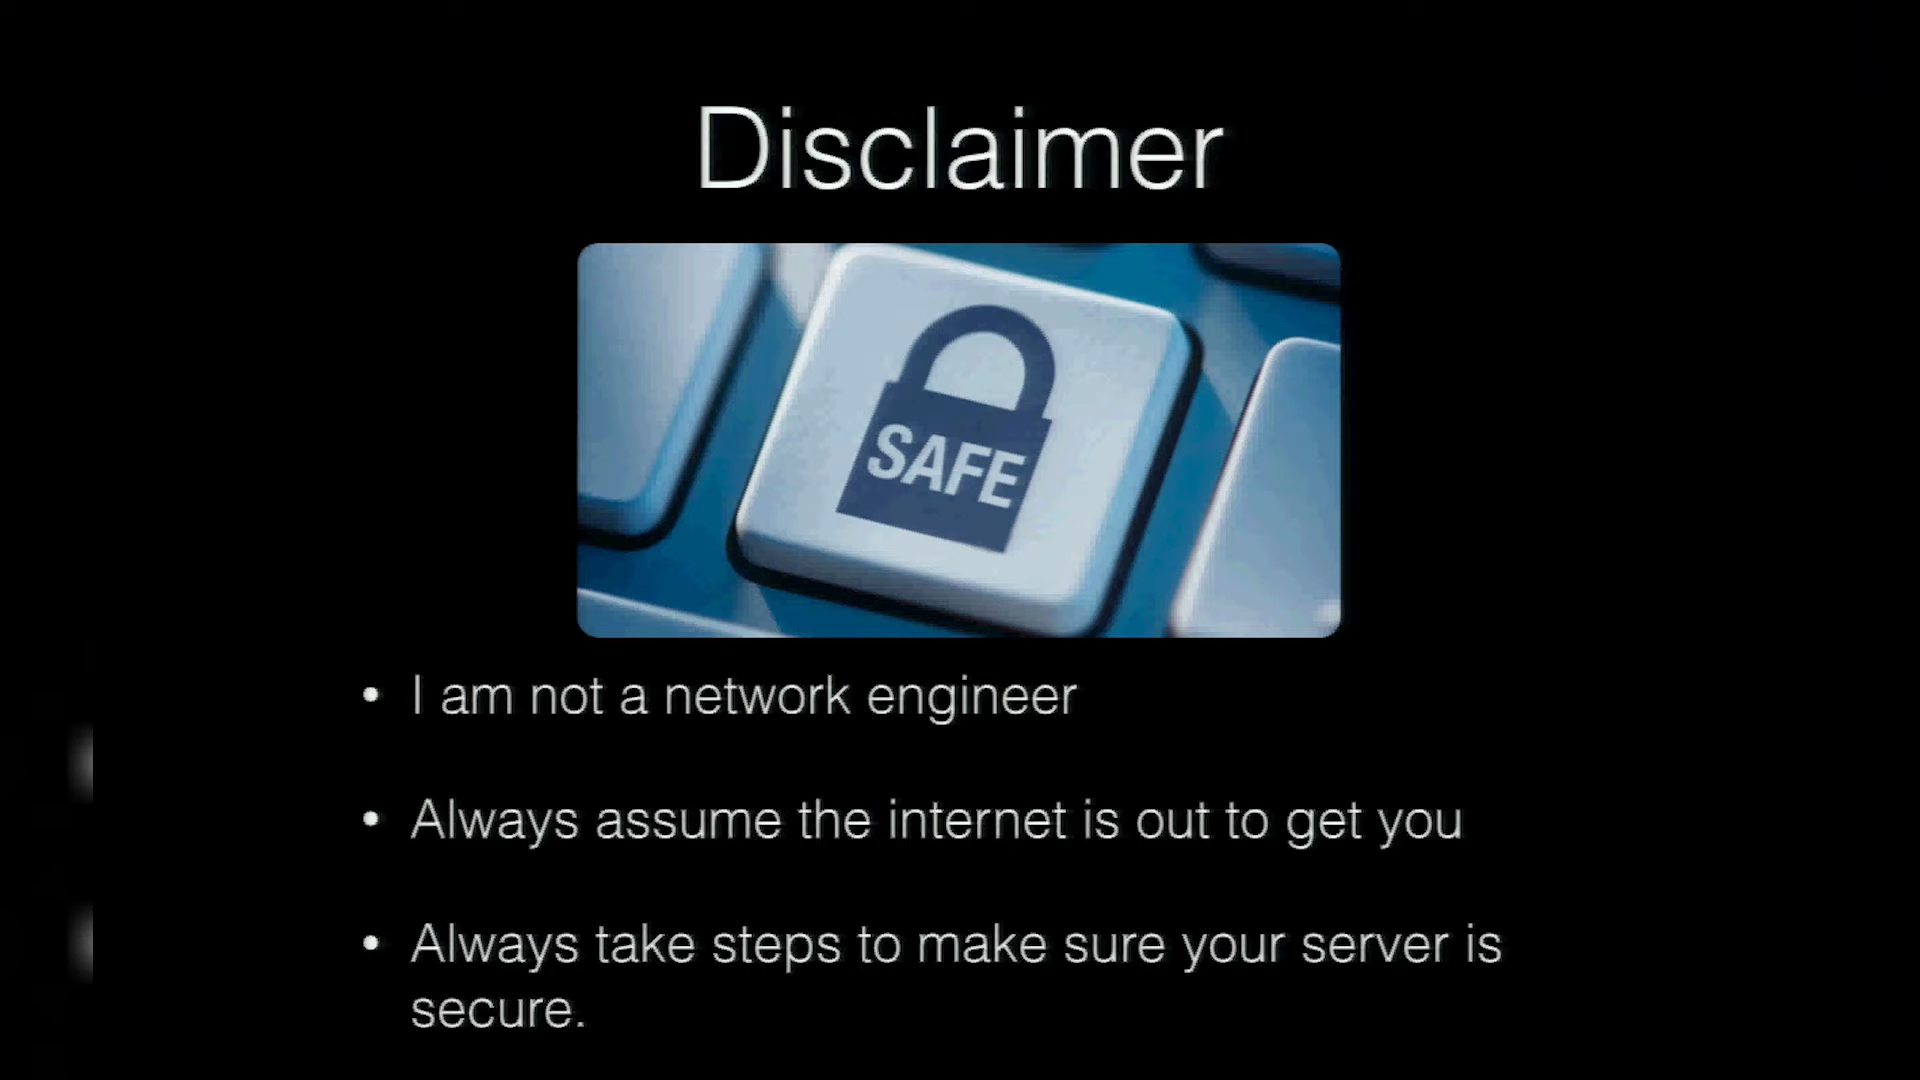 Disclaimer
SAFE
• I am not a network engineer
• Always assume the internet is out to get you
• Always take steps to make sure your server is
secure.